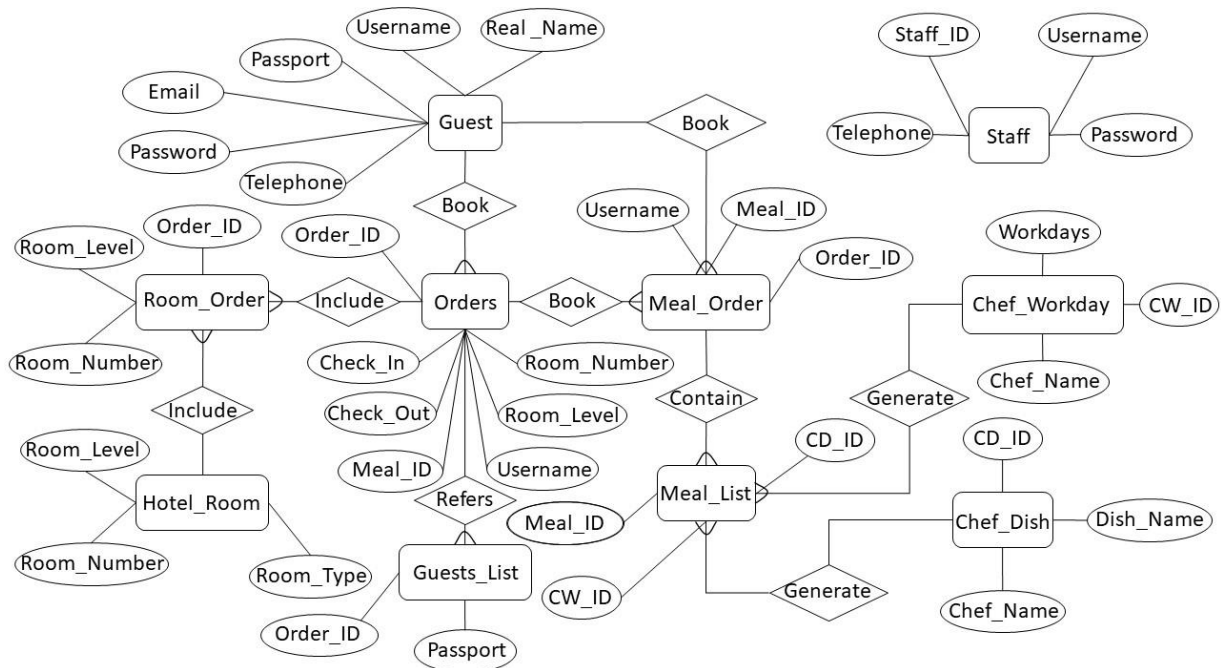 Username
Real _Name
Passport
Email
Password
Telephone
Guest
Book
Staff_ID
Username
Telephone
Staff
Password
Book
Order_ID
Room_Level
Order_ID
Username
Meal_ID
Order_ID
Workdays
Room_Order
Include
Orders
Book
Meal_Order
Chef_Workday
CW_ID
Room_Number
Check_In
Room_Number
Chef_Name
Include
Check_Out
Room_Level
Contain
Generate
Room_Level
Meal_ID
Username
CD_ID
CD_ID
Hotel_Room
Refers
Meal_ID
Meal_List
Chef_Dish
Dish_Name
Room_Number
Room_Type
Guests_List
CW_ID
Generate
Chef_Name
Order_ID
Passport